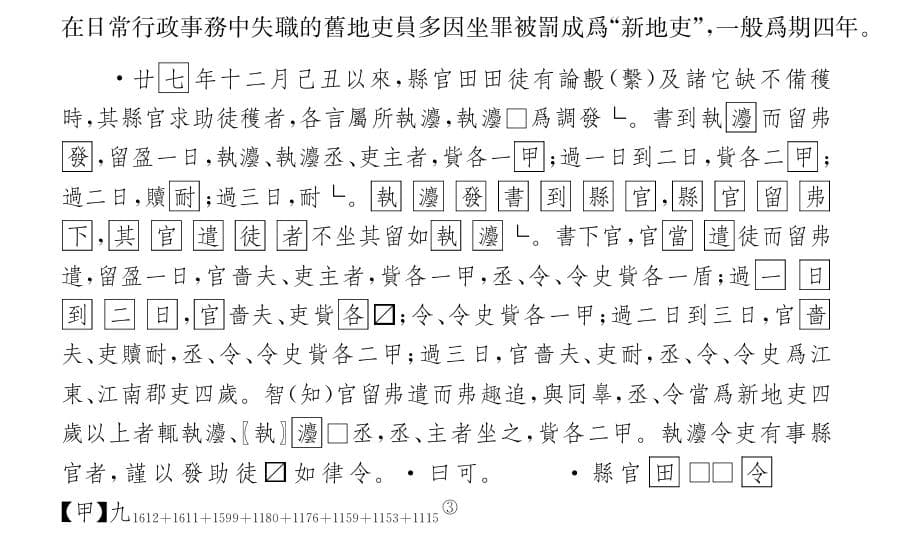 在日常行政事務中失職的舊地吏員多因坐罪被罰成爲“新地吏”,一般爲期四年。
·廿七年十二月己丑以來,縣官田田徒有論毄(繫)及諸它缺不備穫
時,其縣官求助徒穫者,各言屬所執灋,執灋□爲調發└。書到執灋而留弗
發,留盈一日,執灋、執灋丞、吏主者,貲各一甲;過一日到二日,貲各二甲;
過二日,贖耐;過三日,耐└。執灋發書到縣官,縣官留弗
下,其官遣徒者不坐其留如執灋└。書下官,官當遣徒而留弗
遣,留盈一日,官嗇夫、吏主者,貲各一甲,丞、令、令史貲各一盾;過一日
到二日,官嗇夫、吏貲各〼;令、令史貲各一甲;過二日到三日,官嗇
夫、吏贖耐,丞、令、令史貲各二甲;過三日,官嗇夫、吏耐,丞、令、令史爲江
東、江南郡吏四歲。智(知)官留弗遣而弗趣追,與同辠,丞、令當爲新地吏四
歲以上者輒執灋、〖執〗灋□丞,丞、主者坐之,貲各二甲。執灋令吏有事縣
官者,謹以發助徒〼如律令。·曰可。 ·縣官田□□令
【甲】九1612+1611+1599+1180+1176+1159+1153+1115③